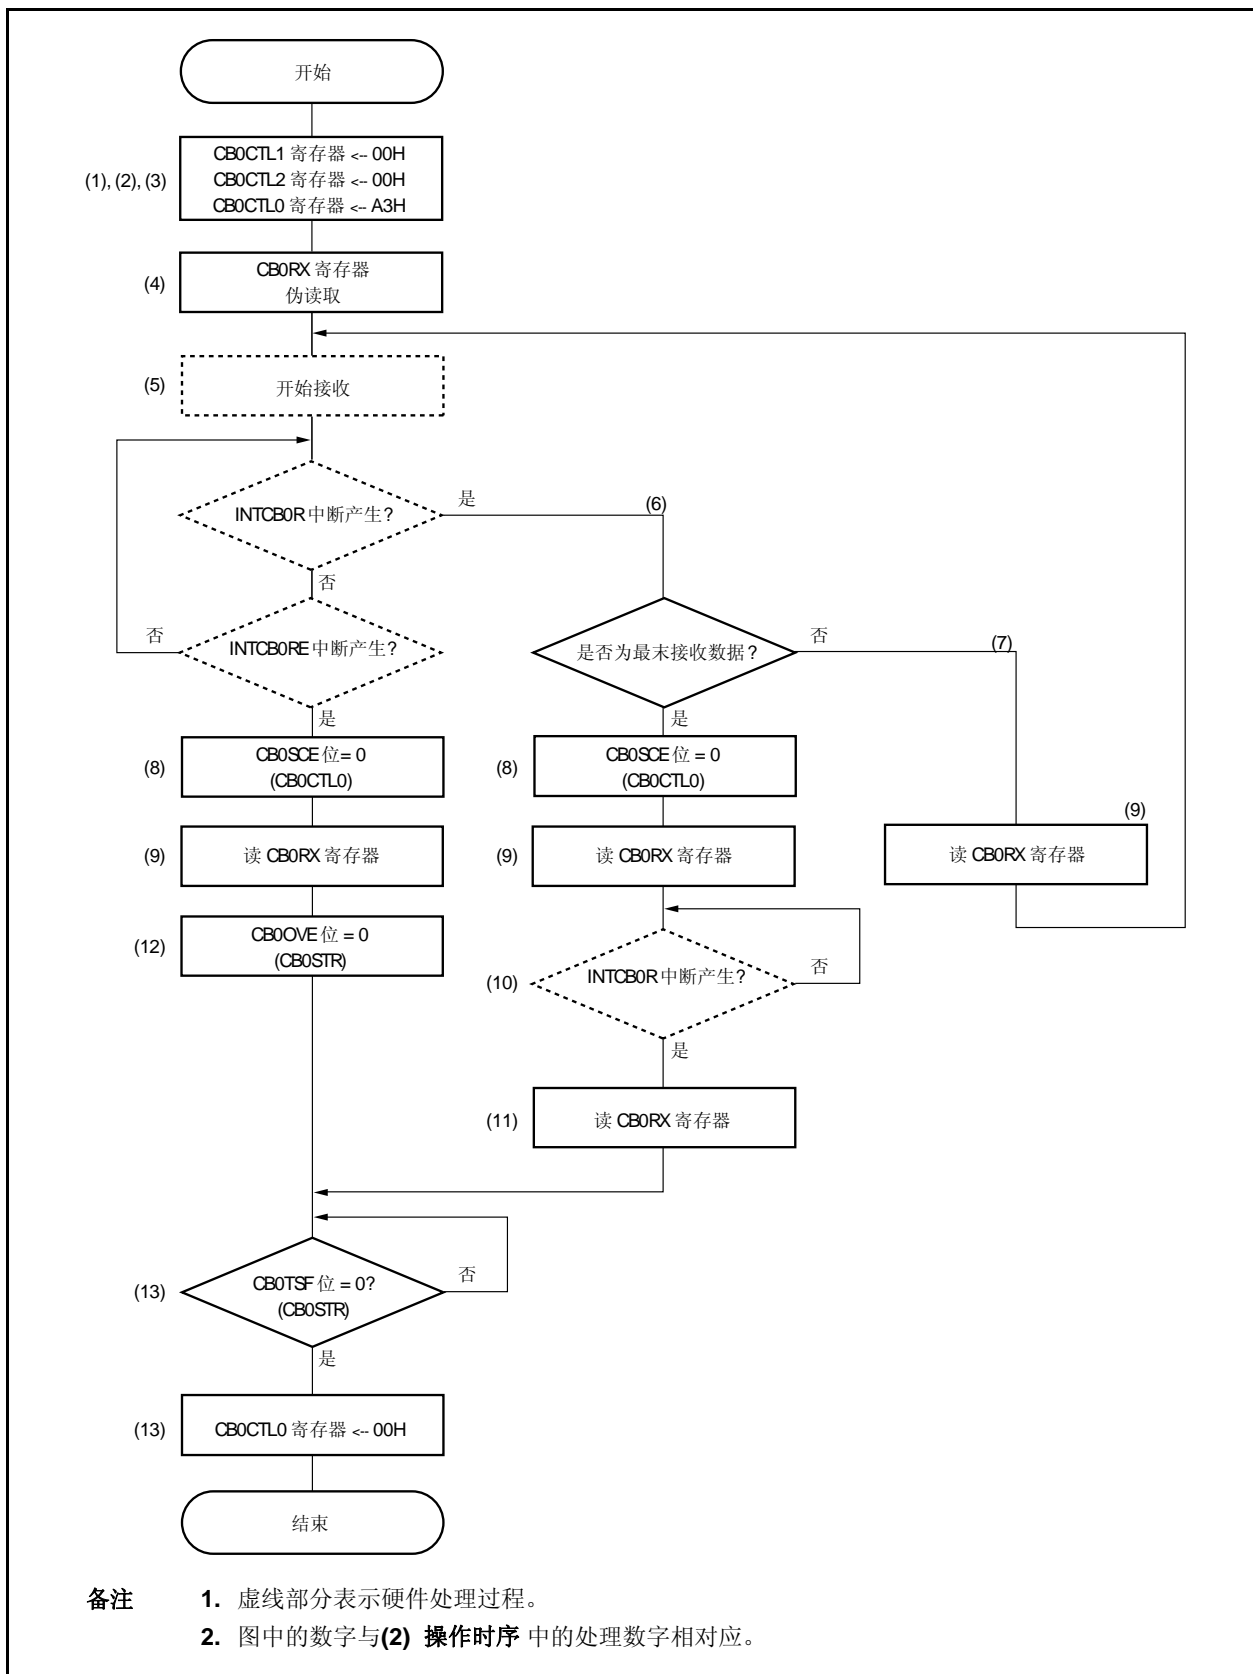 开始
CB0CTL1 寄存器 <-- 00H
(1), (2), (3)
CB0CTL2 寄存器 <-- 00H
CB0CTL0 寄存器 <-- A3H
CB0RX 寄存器
(4)
伪读取
(5)
开始接收
是
(6)
INTCB0R 中断产生?
否
否
INTCB0RE 中断产生?
是否为最末接收数据?
否
(7)
是
是
(8)
CB0SCE 位 = 0
(CB0CTL0)
(8)
CB0SCE 位 = 0
(CB0CTL0)
(9)
(9)
读 CB0RX 寄存器
(9)
读 CB0RX 寄存器
读 CB0RX 寄存器
(12)
CB0OVE 位 = 0
(CB0STR)
(10)
INTCB0R 中断产生?
否
是
(11)
读 CB0RX 寄存器
(13)
CB0TSF 位 = 0?
(CB0STR)
否
是
(13)
CB0CTL0 寄存器 <-- 00H
结束
备注 1. 虚线部分表示硬件处理过程。
2. 图中的数字与(2) 操作时序 中的处理数字相对应。